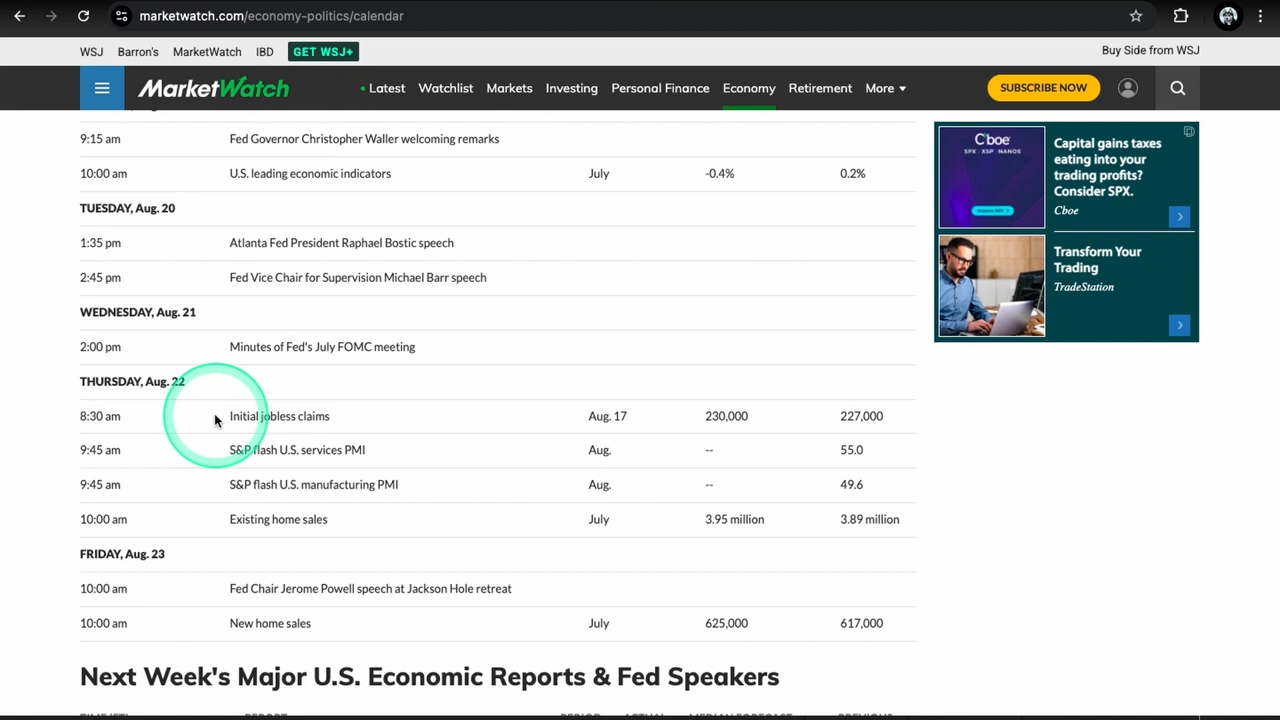 marketwatch.com/economy-politics/calendar
WSJ Barron's MarketWatch IBD GET WSJ+ Buy Side from WSJ
MarketWatch Latest Watchlist Markets Investing Personal Finance Economy Retirement More SUBSCRIBE NOW
9:15 am Fed Governor Christopher Waller welcoming remarks
10:00 am U.S. leading economic indicators July -0.4% 0.2%
TUESDAY, Aug. 20
1:35 pm Atlanta Fed President Raphael Bostic speech
2:45 pm Fed Vice Chair for Supervision Michael Barr speech
WEDNESDAY, Aug. 21
2:00 pm Minutes of Fed's July FOMC meeting
THURSDAY, Aug. 22
8:30 am Initial jobless claims Aug. 17 230,000 227,000
9:45 am S&P flash U.S. services PMI Aug. -- 55.0
9:45 am S&P flash U.S. manufacturing PMI Aug. -- 49.6
10:00 am Existing home sales July 3.95 million 3.89 million
FRIDAY, Aug. 23
10:00 am Fed Chair Jerome Powell speech at Jackson Hole retreat
10:00 am New home sales July 625,000 617,000
Next Week's Major U.S. Economic Reports & Fed Speakers
TIME (ET) REPORT PERIOD ACTUAL MEDIAN FORECAST PREVIOUS
Cboe
SPX XSP NANOS
Capital gains taxes
eating into your
trading profits?
Consider SPX.
Cboe
Transform Your
Trading
TradeStation